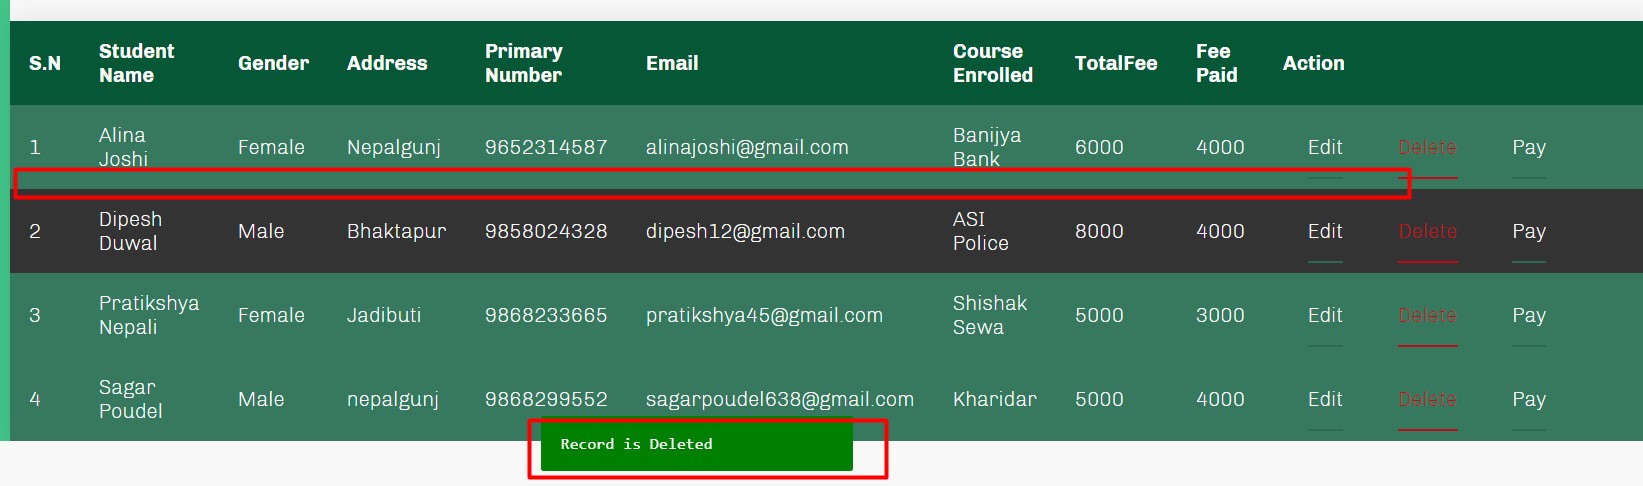 S.N Student Name Gender Address Primary Number Email Course Enrolled TotalFee Fee Paid Action
1 Alina Joshi Female Nepalgunj 9652314587 alinajoshi@gmail.com Banijya Bank 6000 4000 Edit Delete Pay
2 Dipesh Duwal Male Bhaktapur 9858024328 dipesh12@gmail.com ASI Police 8000 4000 Edit Delete Pay
3 Pratikshya Nepali Female Jadibuti 9868233665 pratikshya45@gmail.com Shishak Sewa 5000 3000 Edit Delete Pay
4 Sagar Poudel Male nepalgunj 9868299552 sagarpoudel638@gmail.com Kharidar 5000 4000 Edit Delete Pay
Record is Deleted